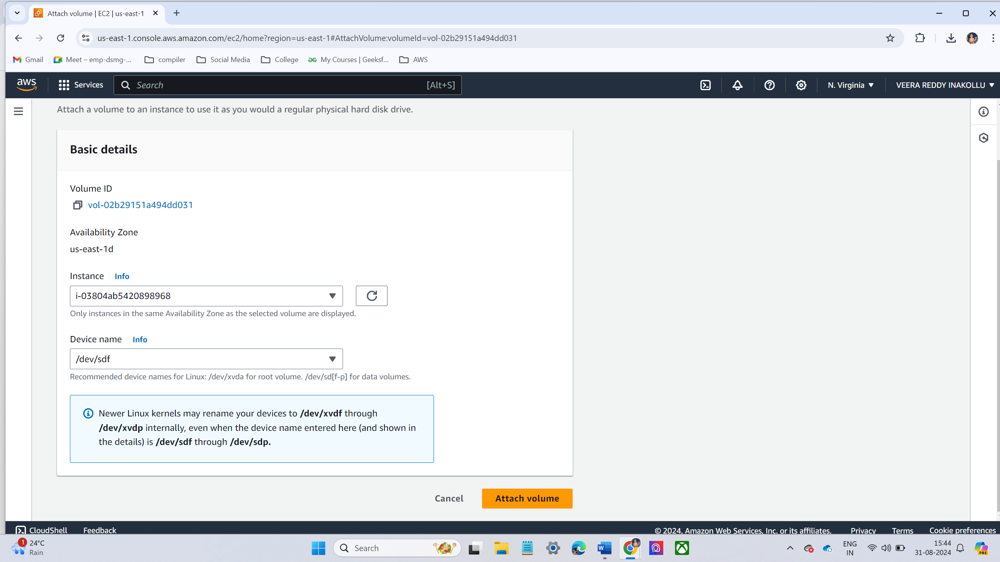 Attach volume | EC2 | us-east-1
us-east-1.console.aws.amazon.com/ec2/home?region=us-east-1#AttachVolume:volumeId=vol-02b29151a494dd031
Gmail
Meet – emp-dsmg-...
compiler
Social Media
College
My Courses | Geeksf...
AWS
aws
Services
Search
[Alt+S]
N. Virginia
VEERA REDDY INAKOLLU
Attach a volume to an instance to use it as you would a regular physical hard disk drive.
Basic details
Volume ID
vol-02b29151a494dd031
Availability Zone
us-east-1d
Instance
Info
i-03804ab5420898968
Only instances in the same Availability Zone as the selected volume are displayed.
Device name
Info
/dev/sdf
Recommended device names for Linux: /dev/xvda for root volume. /dev/sd[f-p] for data volumes.
Newer Linux kernels may rename your devices to /dev/xvdf through
/dev/xvdp internally, even when the device name entered here (and shown in
the details) is /dev/sdf through /dev/sdp.
Cancel
Attach volume
CloudShell
Feedback
© 2024, Amazon Web Services, Inc. or its affiliates.
Privacy
Terms
Cookie preferences
1
24°C
Rain
Search
W
ENG
IN
15:44
31-08-2024
PRE